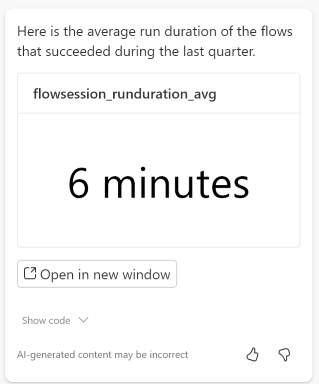 Here is the average run duration of the flows
that succeeded during the last quarter.
flowsession_runduration_avg
6 minutes
Open in new window
Show code
AI-generated content may be incorrect